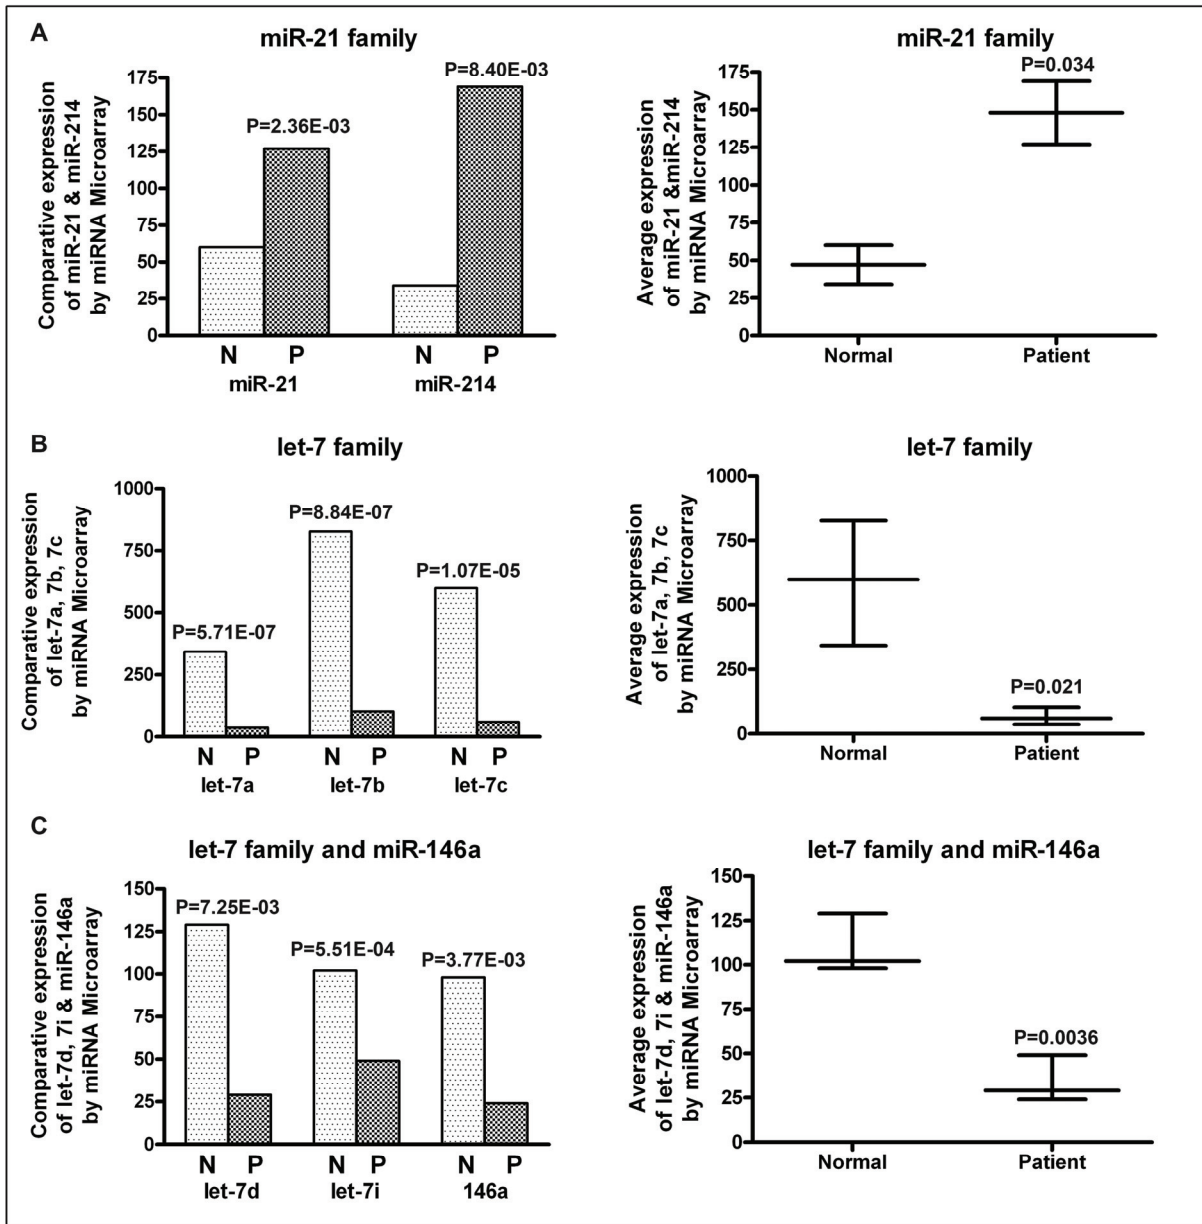 A
miR-21 family
Comparative expression
of miR-21 & miR-214
by miRNA Microarray
175
150
125
100
75
50
25
0
P=2.36E-03
P=8.40E-03
N P N P
miR-21 miR-214
miR-21 family
Average expression
of miR-21 &miR-214
by miRNA Microarray
175
150
125
100
75
50
25
0
P=0.034
Normal Patient
B
let-7 family
Comparative expression
of let-7a, 7b, 7c
by miRNA Microarray
1000
750
500
250
0
P=5.71E-07
P=8.84E-07
P=1.07E-05
N P N P N P
let-7a let-7b let-7c
let-7 family
Average expression
of let-7a, 7b, 7c
by miRNA Microarray
1000
750
500
250
0
P=0.021
Normal Patient
C
let-7 family and miR-146a
Comparative expression
of let-7d, 7i & miR-146a
by miRNA Microarray
150
125
100
75
50
25
0
P=7.25E-03
P=5.51E-04
P=3.77E-03
N P N P N P
let-7d let-7i 146a
let-7 family and miR-146a
Average expression
of let-7d, 7i & miR-146a
by miRNA Microarray
150
125
100
75
50
25
0
P=0.0036
Normal Patient